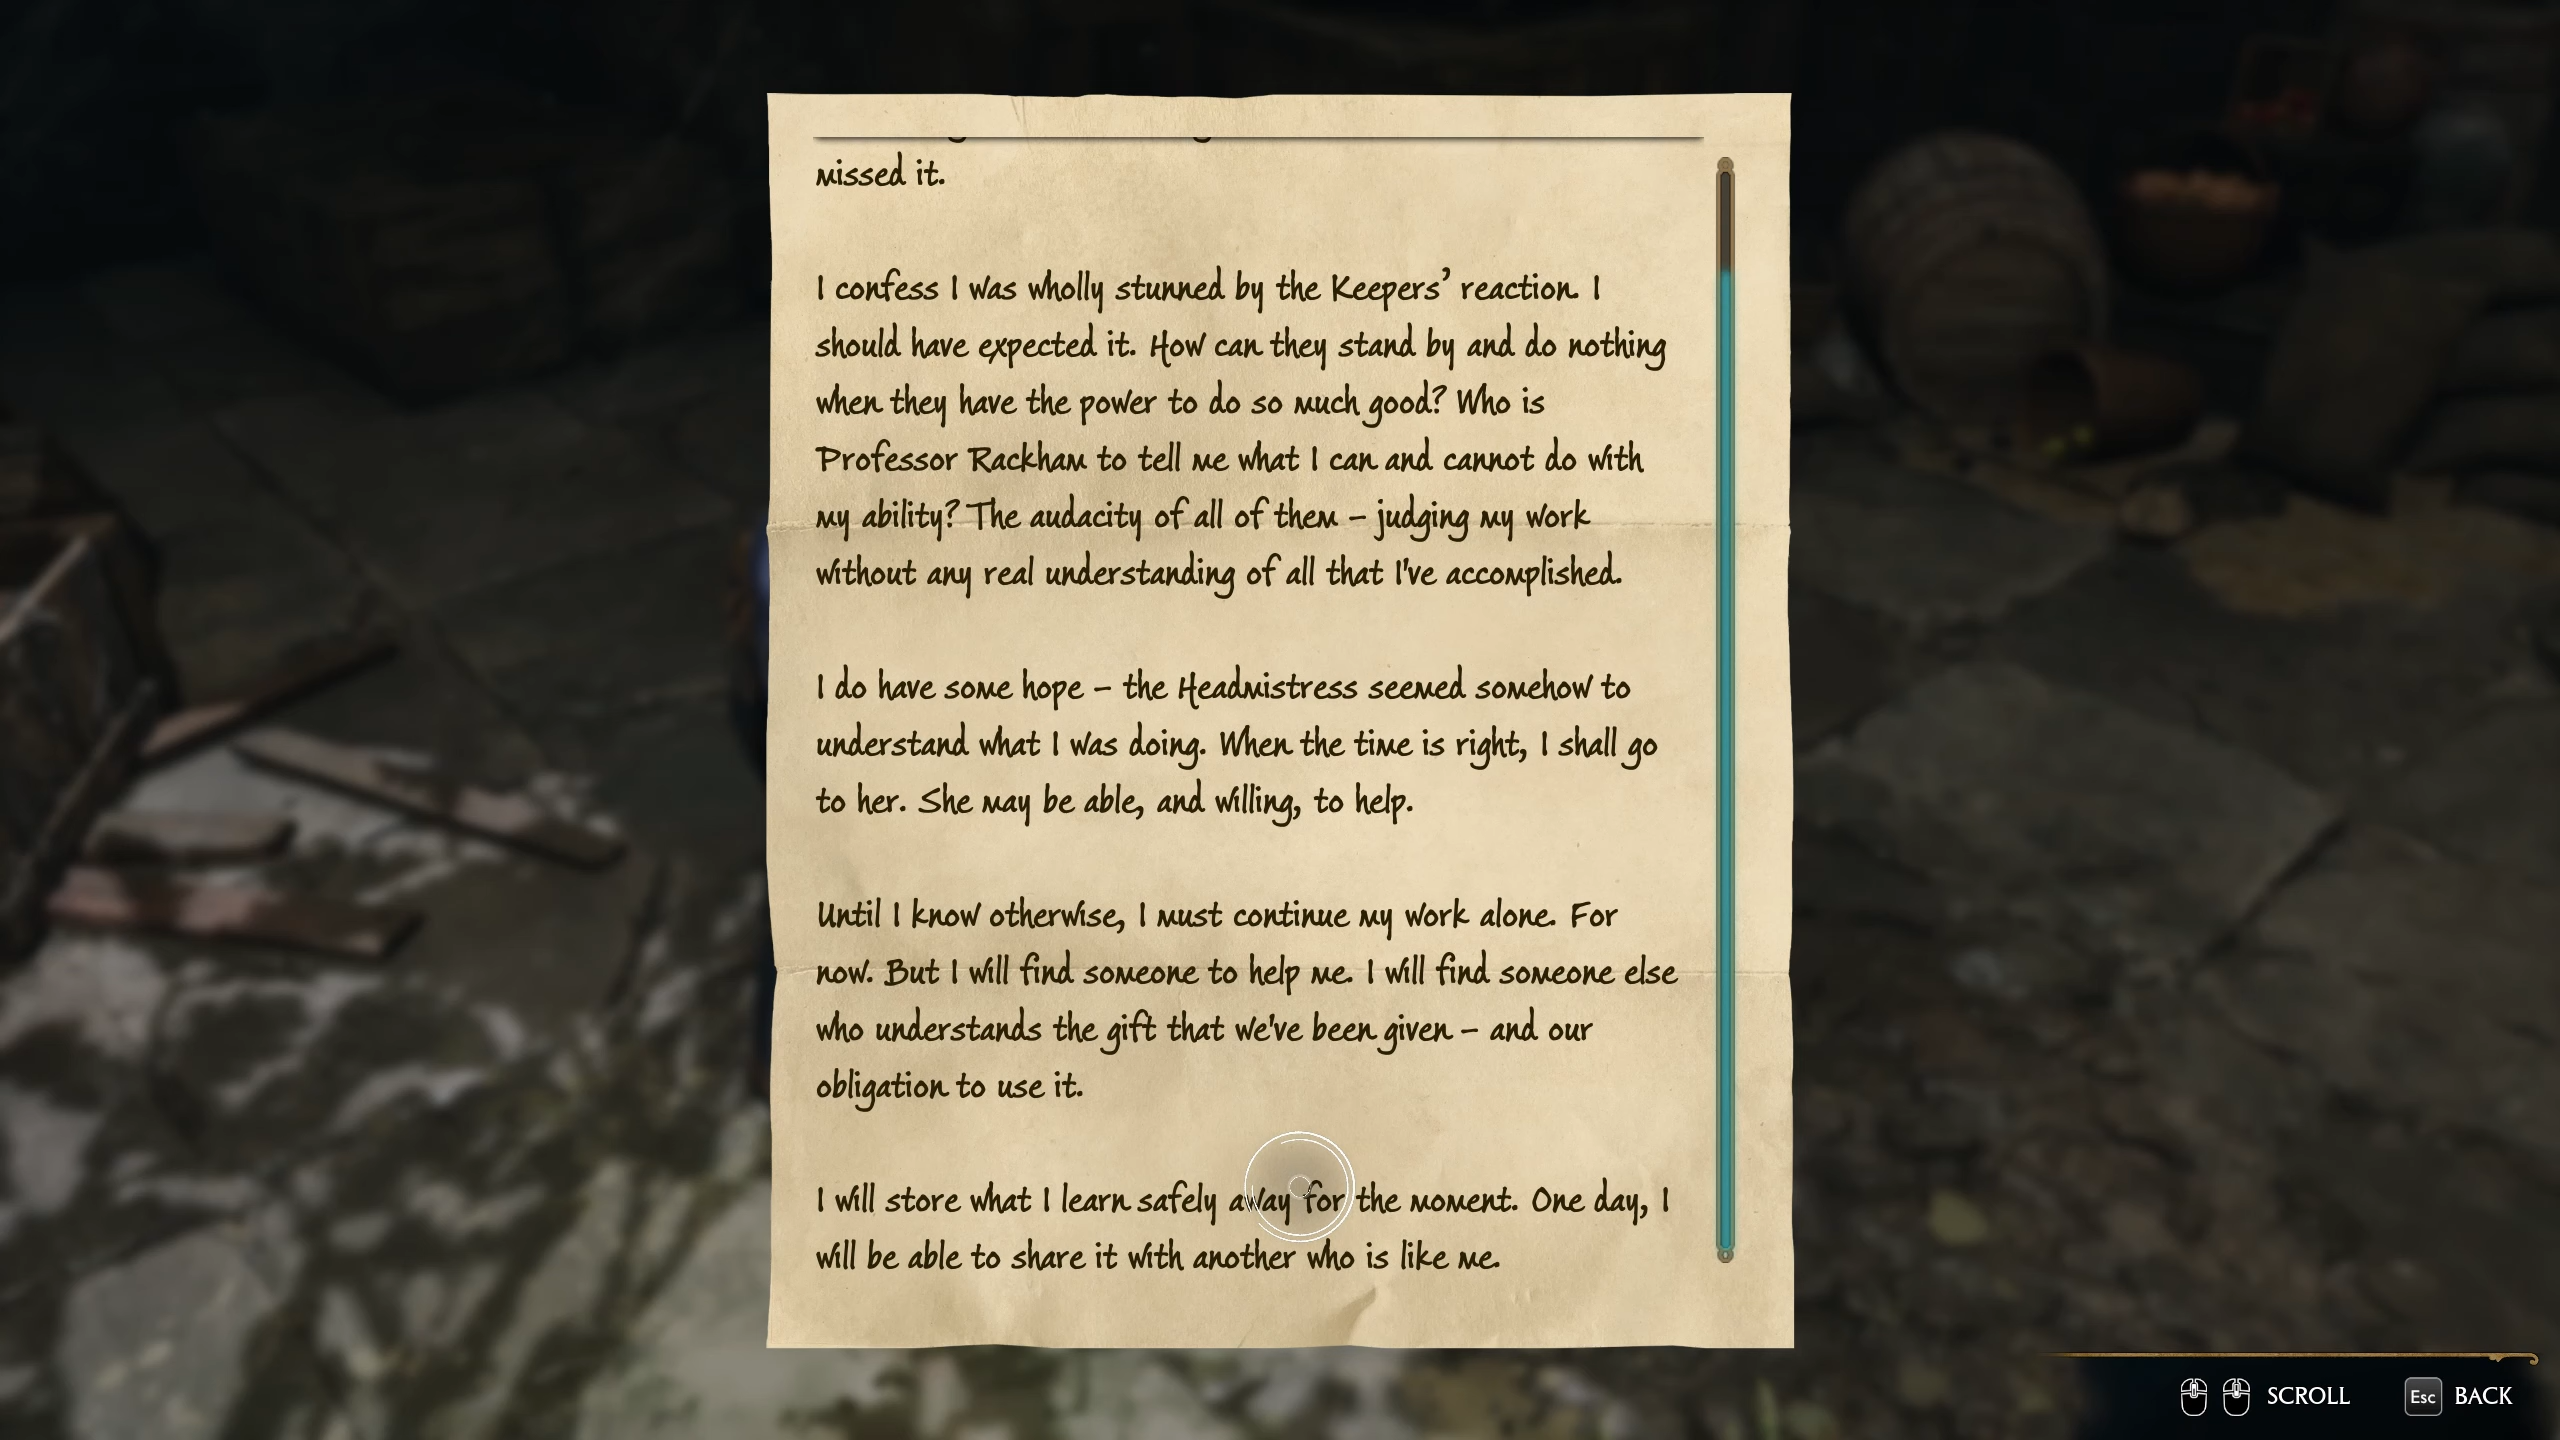 missed it.
I confess I was wholly stunned by the Keepers’ reaction. I
should have expected it. How can they stand by and do nothing
when they have the power to do so much good? Who is
Professor Rackham to tell me what I can and cannot do with
my ability? The audacity of all of them – judging my work
without any real understanding of all that I've accomplished.
I do have some hope – the Headmistress seemed somehow to
understand what I was doing. When the time is right, I shall go
to her. She may be able, and willing, to help.
Until I know otherwise, I must continue my work alone. For
now. But I will find someone to help me. I will find someone else
who understands the gift that we've been given – and our
obligation to use it.
I will store what I learn safely away for the moment. One day, I
will be able to share it with another who is like me.
SCROLL
Esc BACK